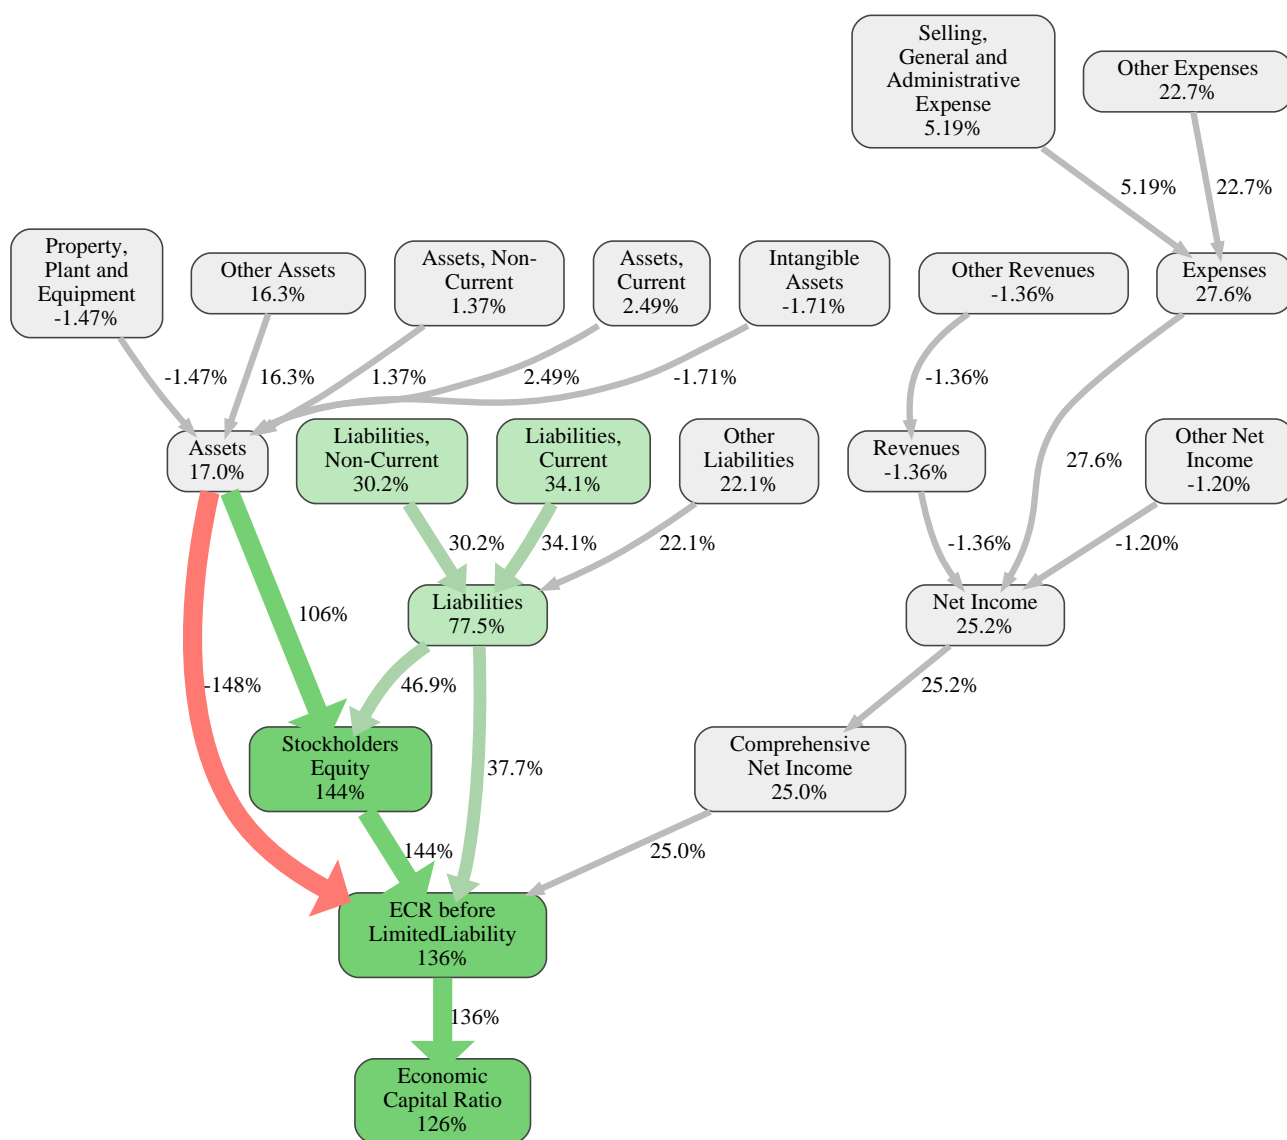 Selling,
General and
Administrative
Expense
5.19%
Other Expenses
22.7%
5.19%
22.7%
Property,
Plant and
Equipment
-1.47%
Other Assets
16.3%
Assets, Non-
Current
1.37%
Assets,
Current
2.49%
Intangible
Assets
-1.71%
Other Revenues
-1.36%
Expenses
27.6%
-1.47%
16.3%
1.37%
2.49%
-1.71%
-1.36%
Assets
17.0%
Liabilities,
Non-Current
30.2%
Liabilities,
Current
34.1%
Other
Liabilities
22.1%
Revenues
-1.36%
27.6%
Other Net
Income
-1.20%
30.2%
34.1%
22.1%
-1.36%
-1.20%
106%
Liabilities
77.5%
Net Income
25.2%
-148%
46.9%
25.2%
Stockholders
Equity
144%
37.7%
Comprehensive
Net Income
25.0%
144%
25.0%
ECR before
LimitedLiability
136%
136%
Economic
Capital Ratio
126%